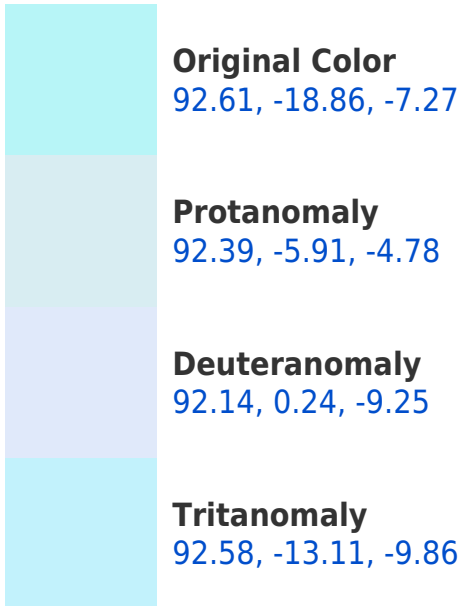 Original Color
92.61, -18.86, -7.27
Protanomaly
92.39, -5.91, -4.78
Deuteranomaly
92.14, 0.24, -9.25
Tritanomaly
92.58, -13.11, -9.86